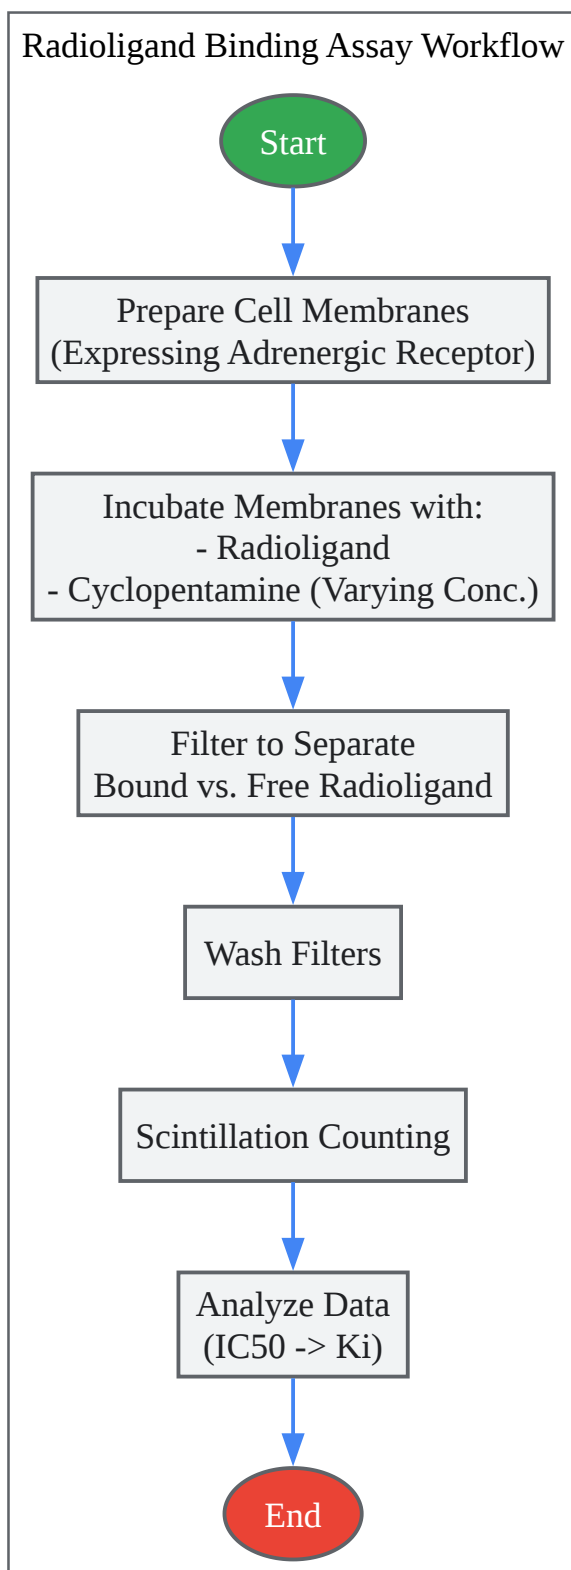 Radioligand Binding Assay Workflow
Start
Prepare Cell Membranes
(Expressing Adrenergic Receptor)
Incubate Membranes with:
- Radioligand
- Cyclopentamine (Varying Conc.)
Filter to Separate
Bound vs. Free Radioligand
Wash Filters
Scintillation Counting
Analyze Data
(IC50 -> Ki)
End